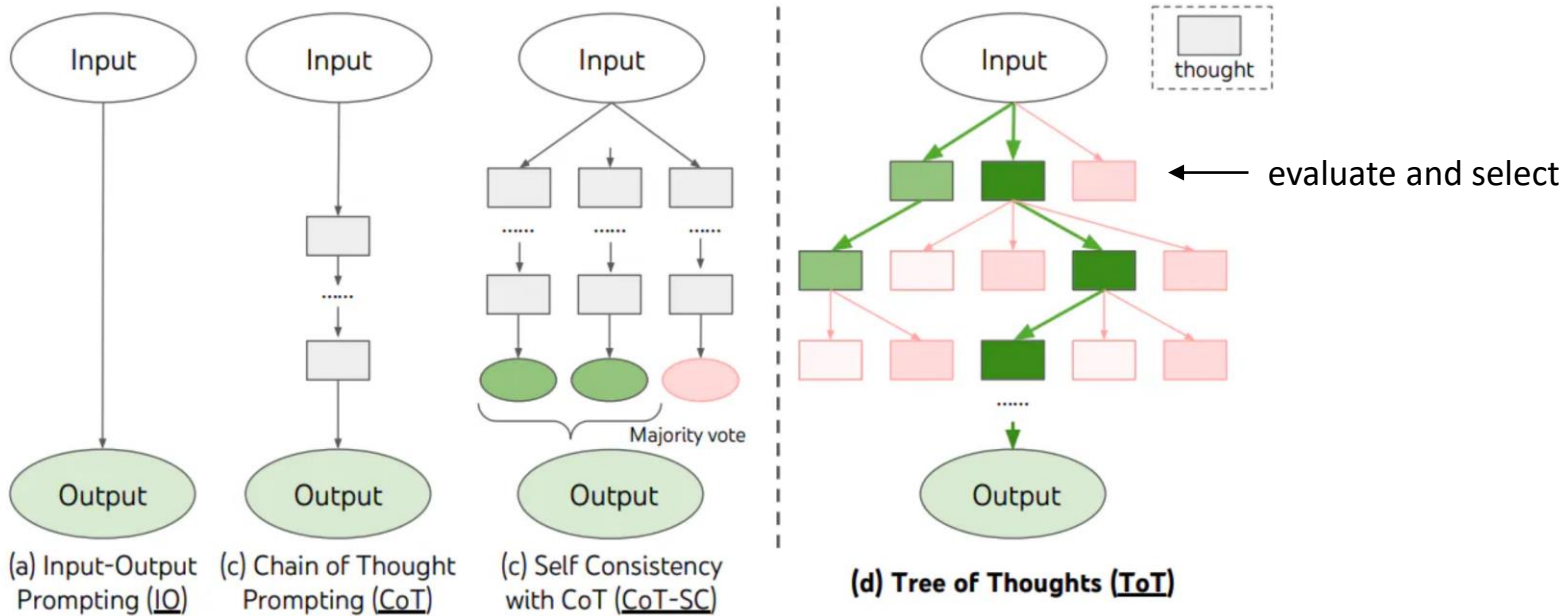 Input
Output
(a) Input-Output
Prompting (IO)
Input
......
Output
(c) Chain of Thought
Prompting (CoT)
Input
...... ...... ......
Majority vote
Output
(c) Self Consistency
with CoT (CoT-SC)
Input
thought
evaluate and select
......
Output
(d) Tree of Thoughts (ToT)